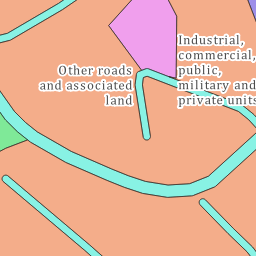 Industrial,
commercial,
public,
military and
private units
Other roads
and associated
land